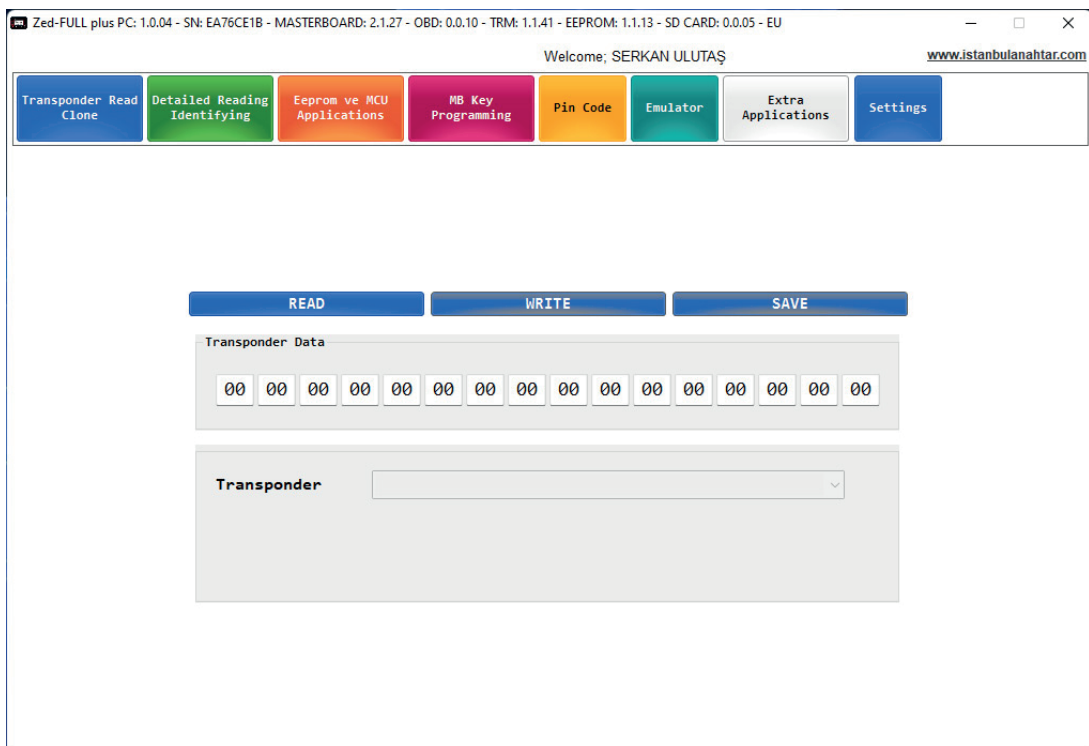 Zed-FULL plus PC: 1.0.04 - SN: EA76CE1B - MASTERBOARD: 2.1.27 - OBD: 0.0.10 - TRM: 1.1.41 - EEPROM: 1.1.13 - SD CARD: 0.0.05 - EU
Welcome; SERKAN ULUTAŞ
www.istanbulanahtar.com
Transponder Read
Clone
Detailed Reading
Identifying
Eeprom ve MCU
Applications
MB Key
Programming
Pin Code
Emulator
Extra
Applications
Settings
READ WRITE SAVE
Transponder Data
00 00 00 00 00 00 00 00 00 00 00 00 00 00 00 00
Transponder